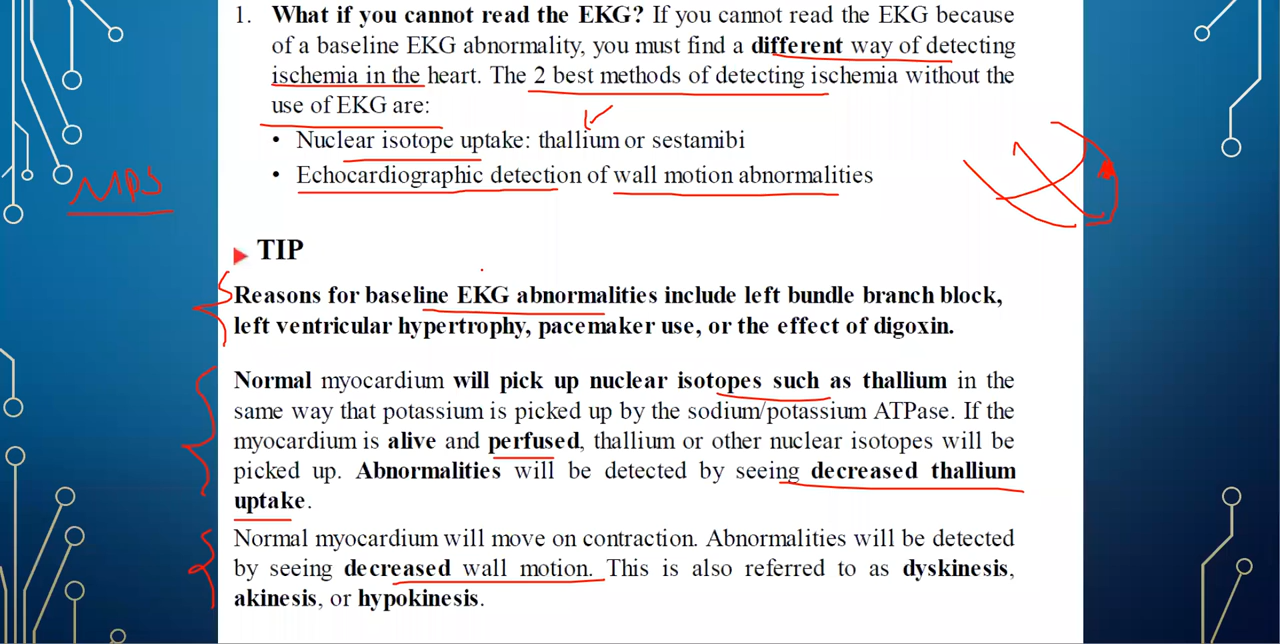 1. What if you cannot read the EKG? If you cannot read the EKG because
of a baseline EKG abnormality, you must find a different way of detecting
ischemia in the heart. The 2 best methods of detecting ischemia without the
use of EKG are:
• Nuclear isotope uptake: thallium or sestamibi
• Echocardiographic detection of wall motion abnormalities
TIP
Reasons for baseline EKG abnormalities include left bundle branch block,
left ventricular hypertrophy, pacemaker use, or the effect of digoxin.
Normal myocardium will pick up nuclear isotopes such as thallium in the
same way that potassium is picked up by the sodium/potassium ATPase. If the
myocardium is alive and perfused, thallium or other nuclear isotopes will be
picked up. Abnormalities will be detected by seeing decreased thallium
uptake.
Normal myocardium will move on contraction. Abnormalities will be detected
by seeing decreased wall motion. This is also referred to as dyskinesis,
akinesis, or hypokinesis.